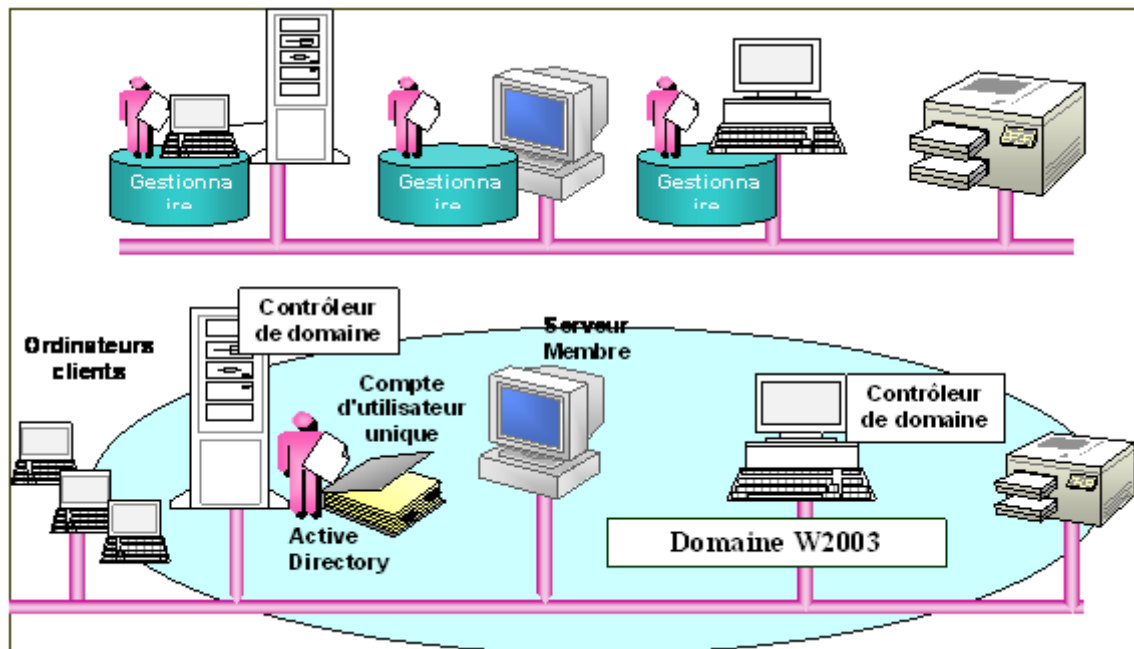 Gestionna
ire
Gestionna
ire
Gestionna
ire
Contrôleur
de domaine
Serveur
Membre
Ordinateurs
clients
Compte
d'utilisateur
unique
Contrôleur
de domaine
Active
Directory
Domaine W2003